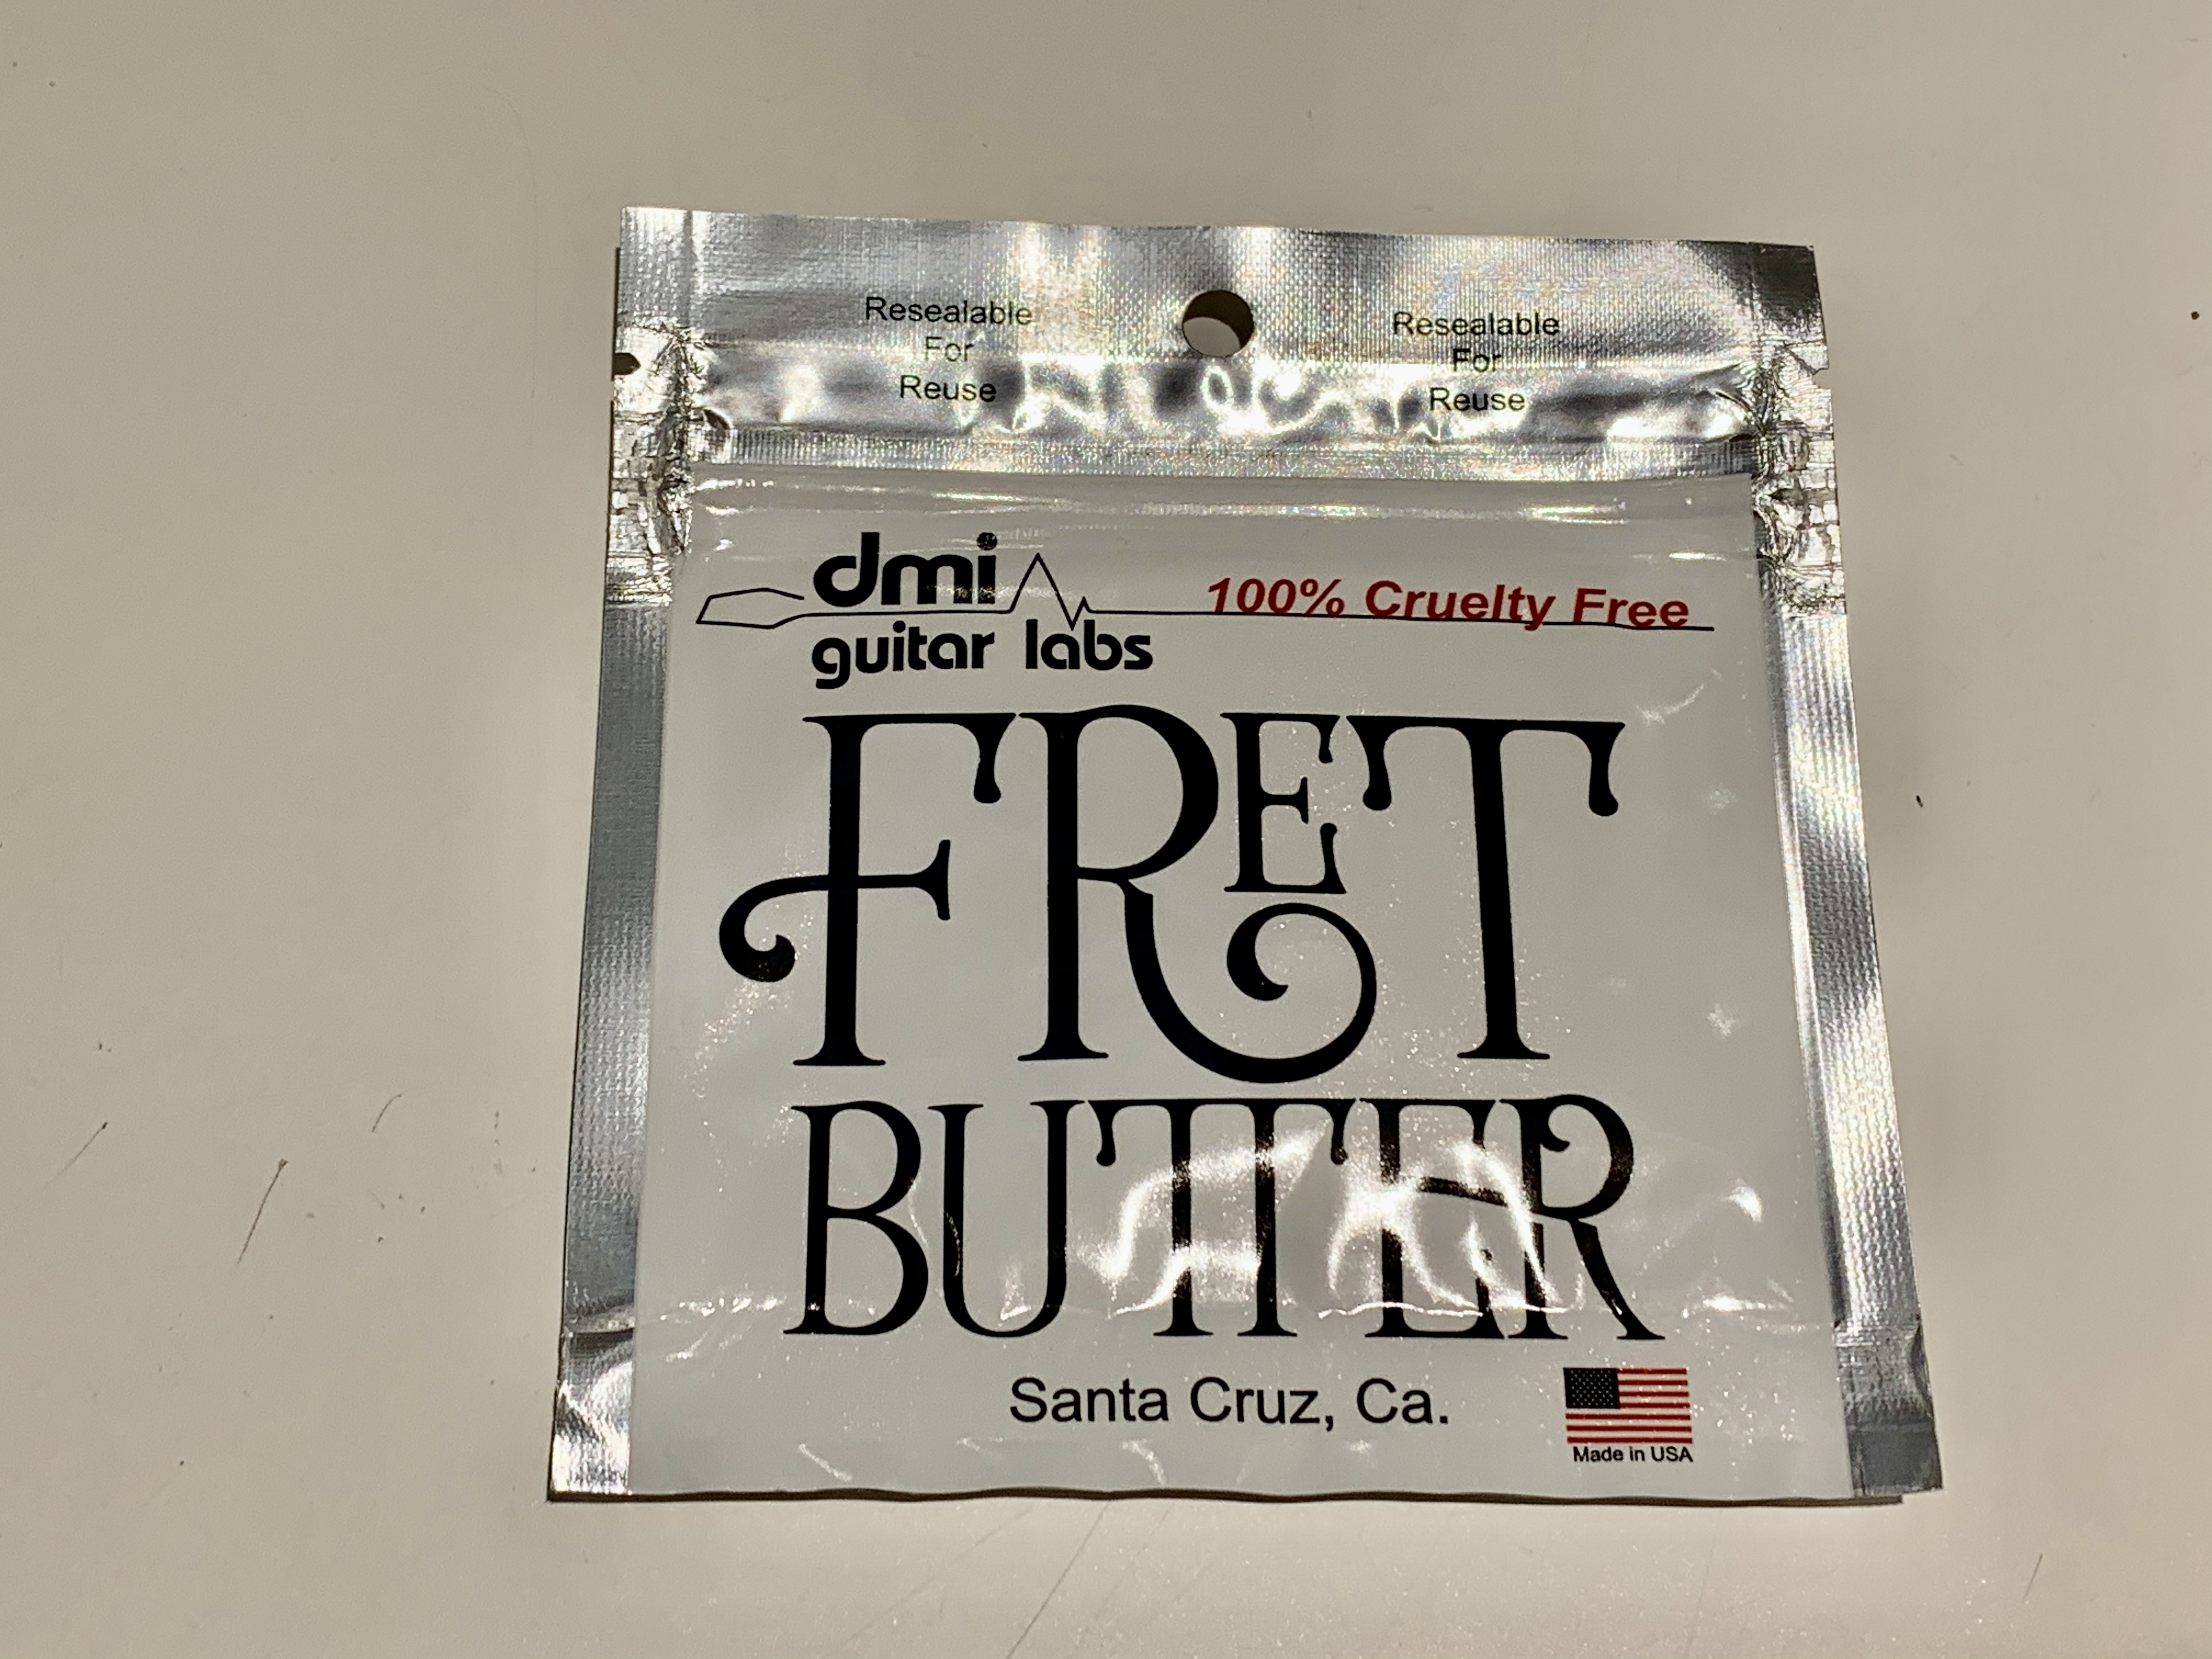 Resealable
For
Reuse
Resealable
For
Reuse
dmi
guitar labs
100% Cruelty Free
FRET
BUTTER
Santa Cruz, Ca.
Made in USA